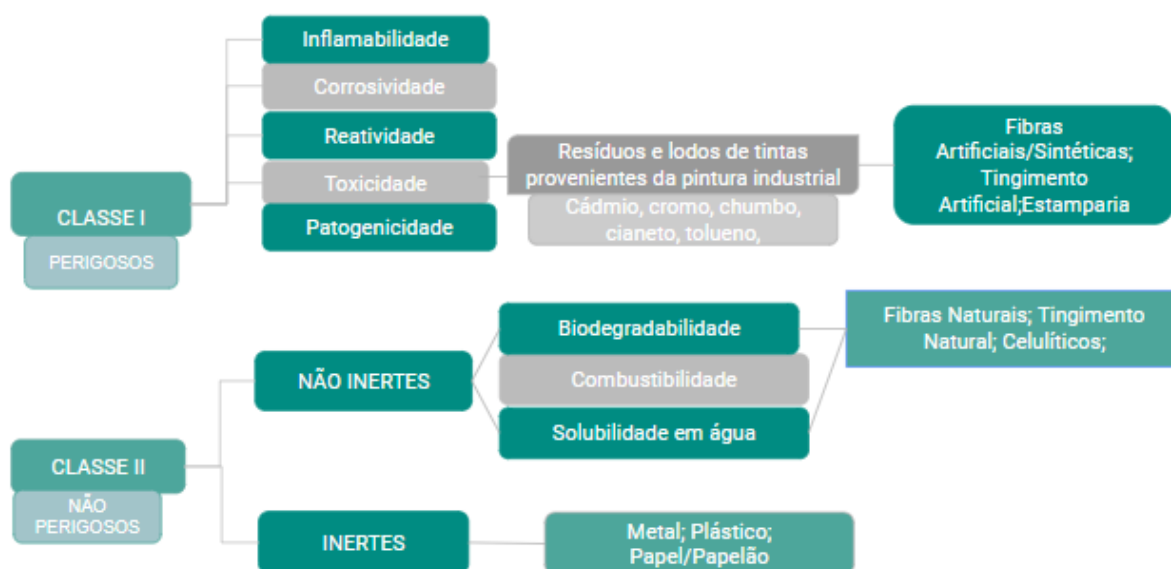 Inflamabilidade
Corrosividade
Reatividade
Toxicidade
Patogenicidade
CLASSE I
PERIGOSOS
Resíduos e lodos de tintas
provenientes da pintura industrial
Cádmio, cromo, chumbo,
cianeto, tolueno,
Fibras
Artificiais/Sintéticas;
Tingimento
Artificial;Estamparia
CLASSE II
NÃO
PERIGOSOS
NÃO INERTES
Biodegradabilidade
Combustibilidade
Solubilidade em água
Fibras Naturais; Tingimento
Natural; Celulíticos;
INERTES
Metal; Plástico;
Papel/Papelão